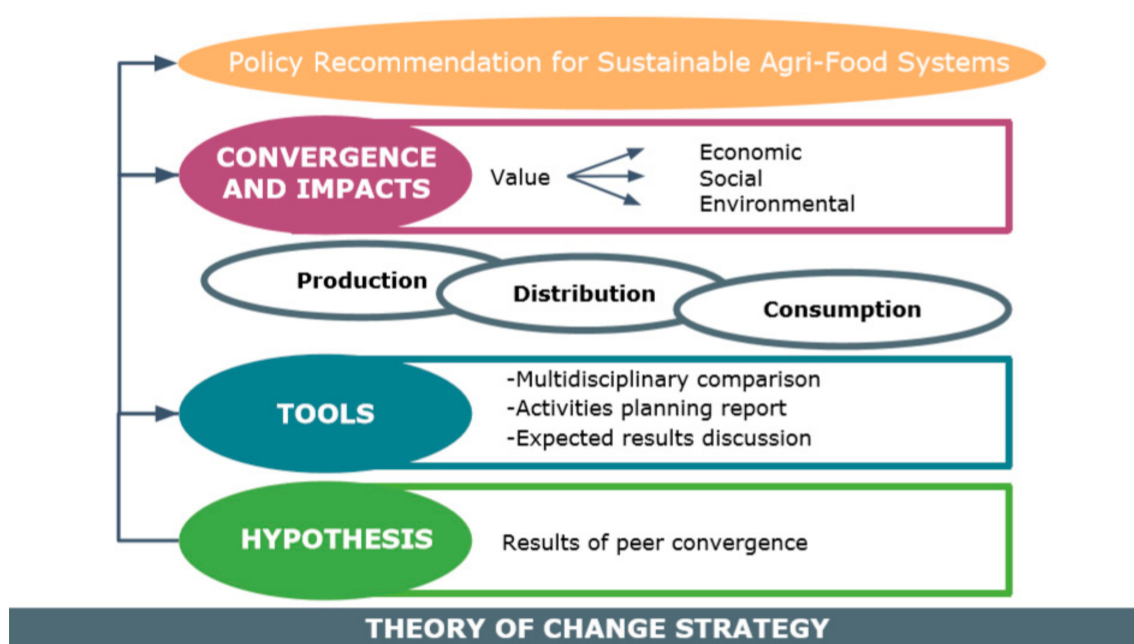 Policy Recommendation for Sustainable Agri-Food Systems
CONVERGENCE
AND IMPACTS
Value
Economic
Social
Environmental
Production
Distribution
Consumption
TOOLS
-Multidisciplinary comparison
-Activities planning report
-Expected results discussion
HYPOTHESIS
Results of peer convergence
THEORY OF CHANGE STRATEGY